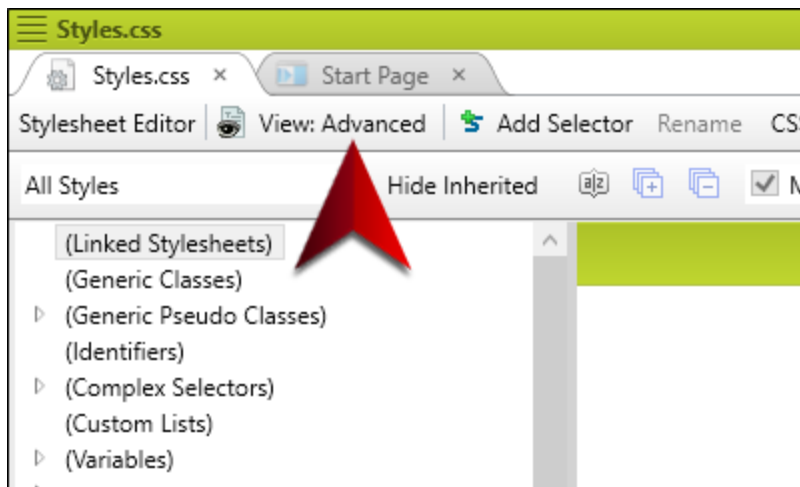 Styles.css
Styles.css × Start Page ×
Stylesheet Editor View: Advanced Add Selector Rename
All Styles Hide Inherited a|z
(Linked Stylesheets)
(Generic Classes)
(Generic Pseudo Classes)
(Identifiers)
(Complex Selectors)
(Custom Lists)
(Variables)